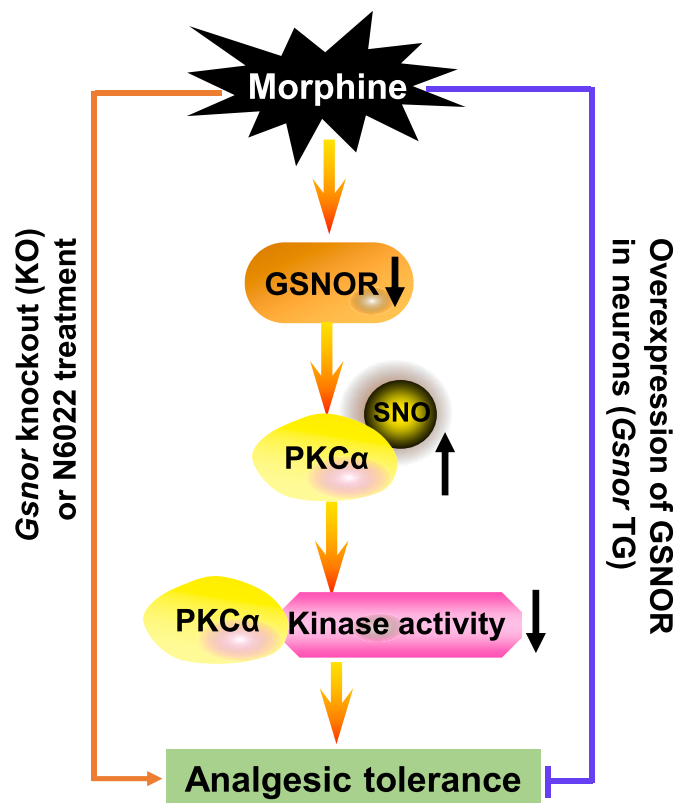 Morphine
GSNOR
SNO
PKCα
PKCα
Kinase activity
Analgesic tolerance
Gsnor knockout (KO)
or N6022 treatment
Overexpression of GSNOR
in neurons (Gsnor TG)